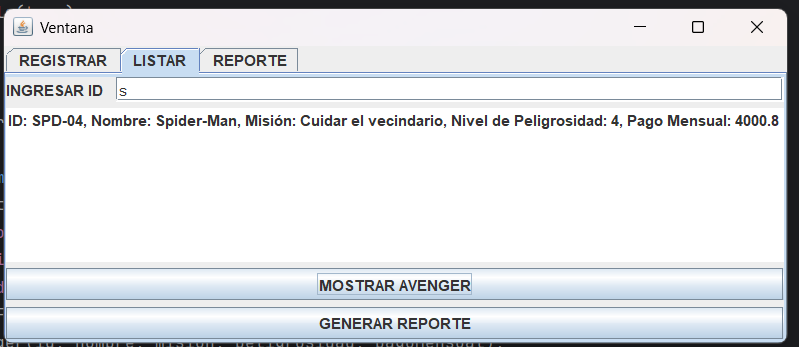 Ventana
REGISTRAR LISTAR REPORTE
INGRESAR ID s
ID: SPD-04, Nombre: Spider-Man, Misión: Cuidar el vecindario, Nivel de Peligrosidad: 4, Pago Mensual: 4000.8
MOSTRAR AVENGER
GENERAR REPORTE